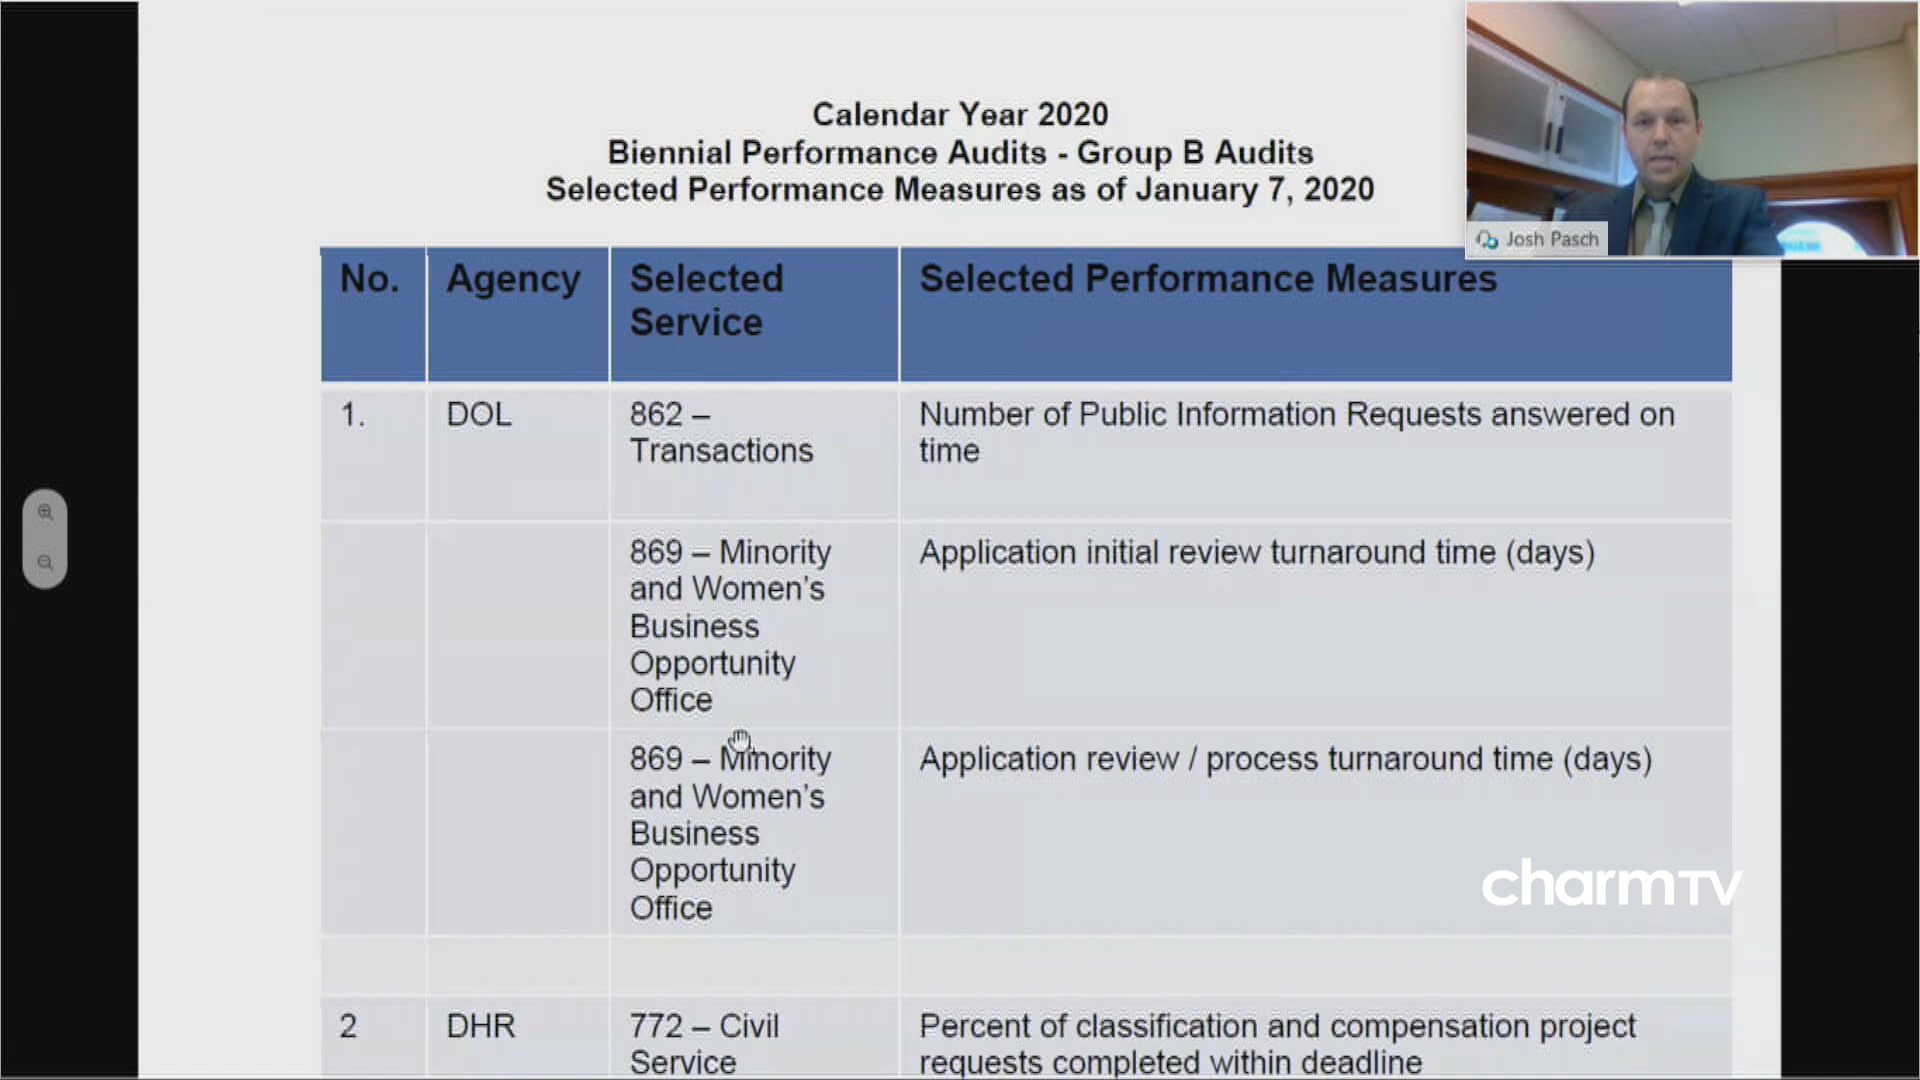 Calendar Year 2020
Biennial Performance Audits - Group B Audits
Selected Performance Measures as of January 7, 2020
Josh Pasch
No.
Agency
Selected
Service
Selected Performance Measures
1.
DOL
862 –
Transactions
Number of Public Information Requests answered on
time
869 – Minority
and Women's
Business
Opportunity
Office
Application initial review turnaround time (days)
869 – Minority
and Women's
Business
Opportunity
Office
Application review / process turnaround time (days)
charmTV
2
DHR
772 – Civil
Service
Percent of classification and compensation project
requests completed within deadline